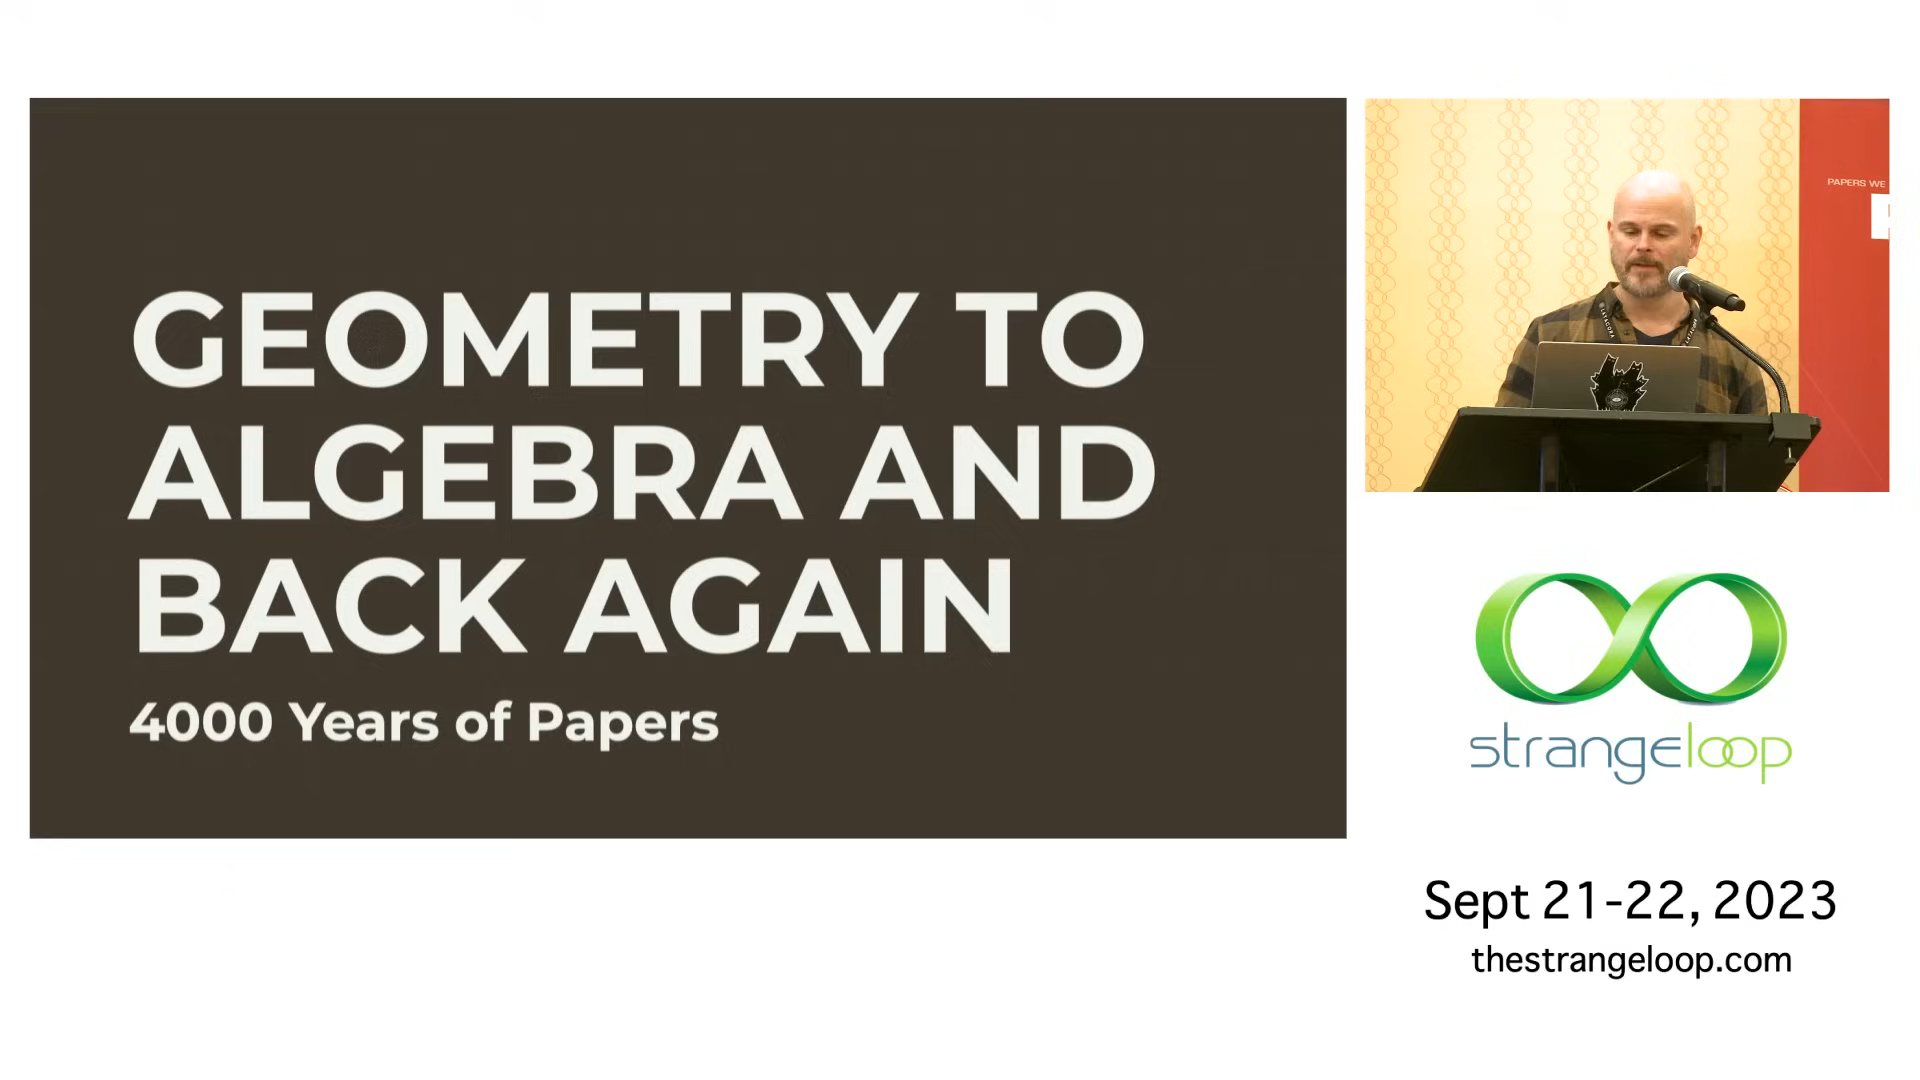 GEOMETRY TO
ALGEBRA AND
BACK AGAIN
4000 Years of Papers
PAPERS WE
strangeloop
Sept 21-22, 2023
thestrangeloop.com